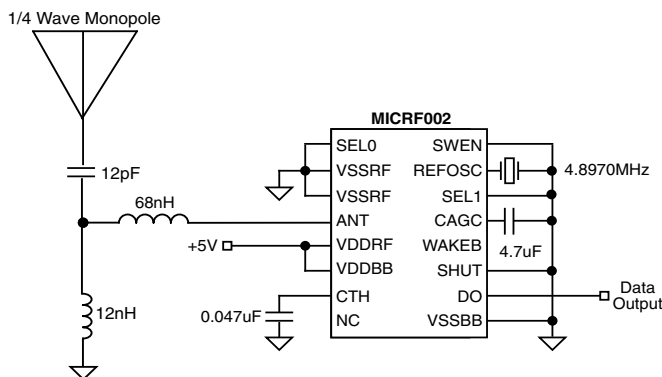 1/4 Wave Monopole
12pF
68nH
12nH
+5V
0.047uF
MICRF002
SEL0
VSSRF
VSSRF
ANT
VDDRF
VDDBB
CTH
NC
SWEN
REFOSC
SEL1
CAGC
WAKEB
SHUT
DO
VSSBB
4.8970MHz
4.7uF
Data
Output